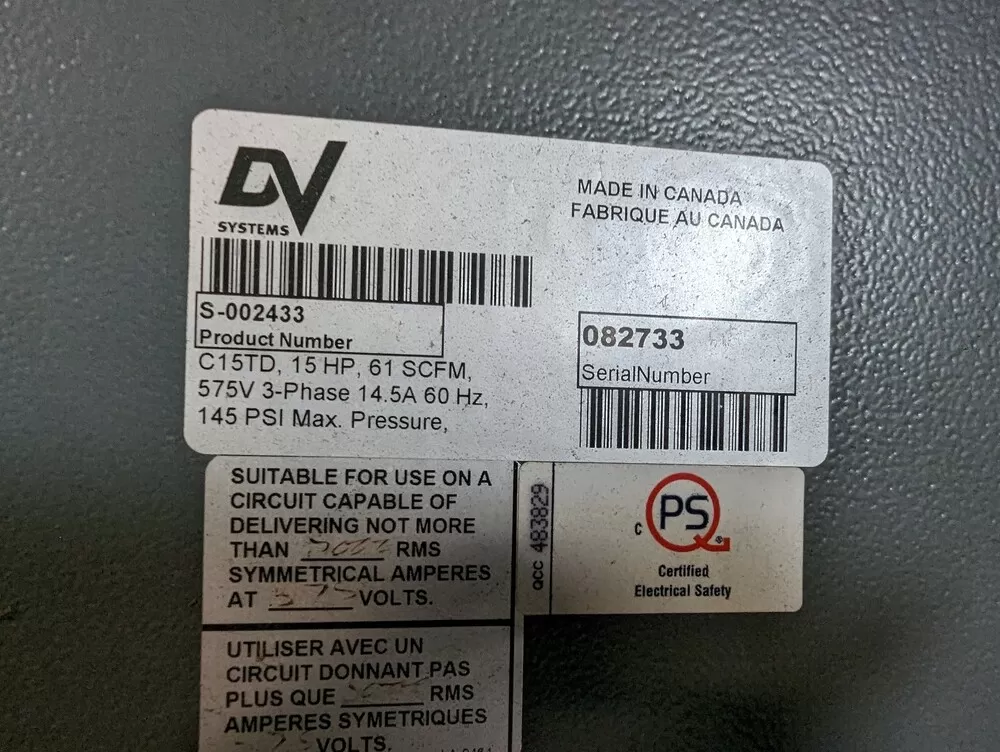 DV
SYSTEMS
MADE IN CANADA
FABRIQUE AU CANADA
S-002433
Product Number
C15TD, 15 HP, 61 SCFM,
575V 3-Phase 14.5A 60 Hz,
145 PSI Max. Pressure,
082733
SerialNumber
SUITABLE FOR USE ON A
CIRCUIT CAPABLE OF
DELIVERING NOT MORE
THAN RMS
SYMMETRICAL AMPERES
AT 575 VOLTS.
UTILISER AVEC UN
CIRCUIT DONNANT PAS
PLUS QUE RMS
AMPERES SYMETRIQUES
VOLTS.
QCC 483829
C PS ®
Certified
Electrical Safety